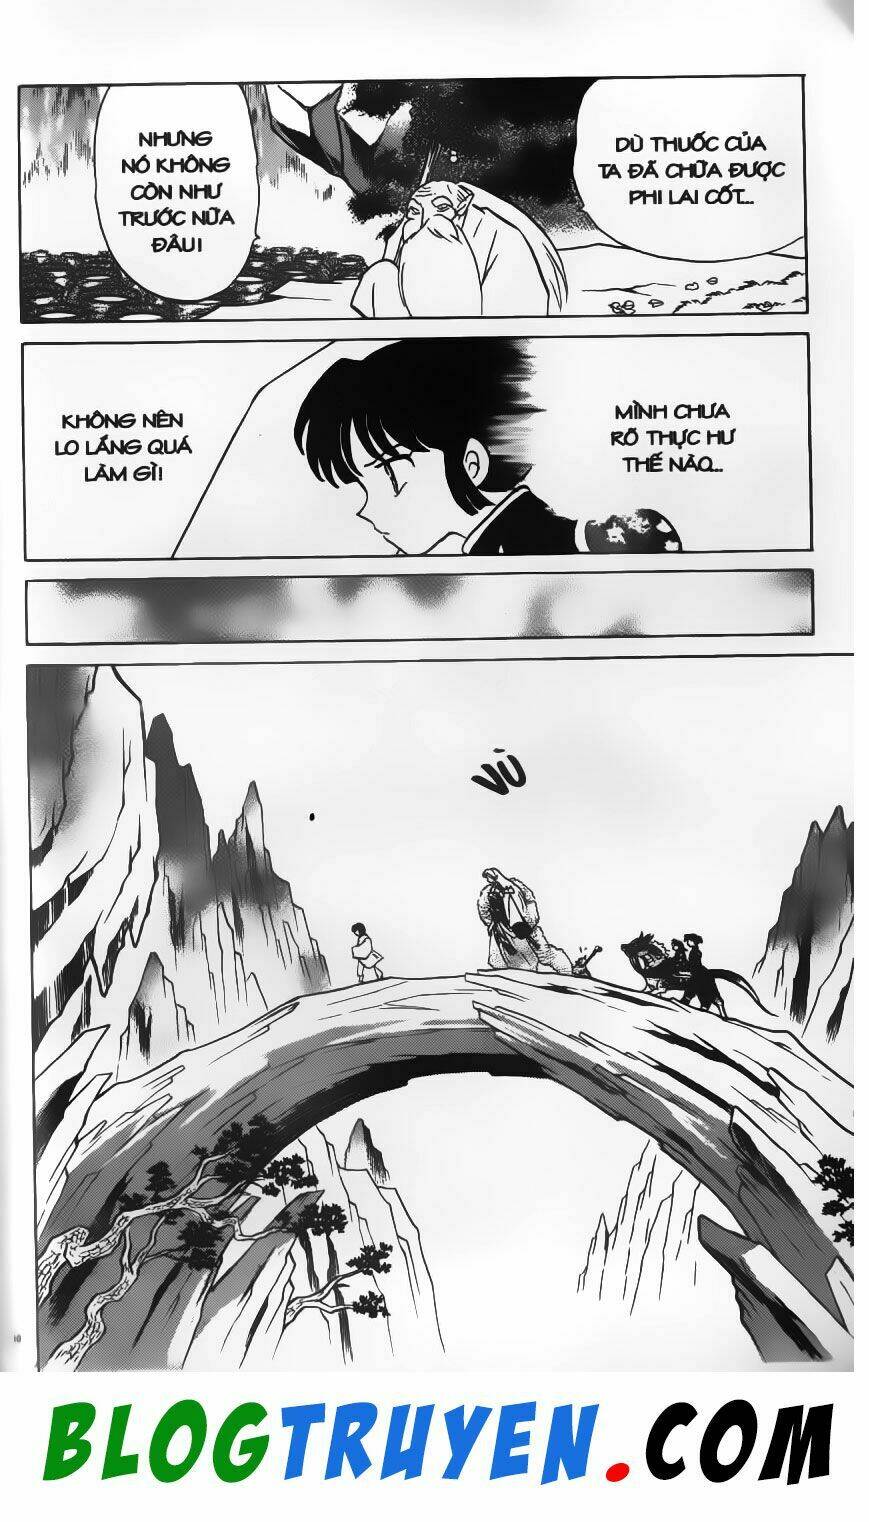 DÙ THUỐC CỦA
TA ĐÃ CHỮA ĐƯỢC
PHI LAI CỐT...
NHƯNG
NÓ KHÔNG
CÒN NHƯ
TRƯỚC NỮA
ĐÂU!
MÌNH CHƯA
RÕ THỰC HƯ
THẾ NÀO...
KHÔNG NÊN
LO LẮNG QUÁ
LÀM GÌ!
VÙ
BLOGTRUYEN.COM